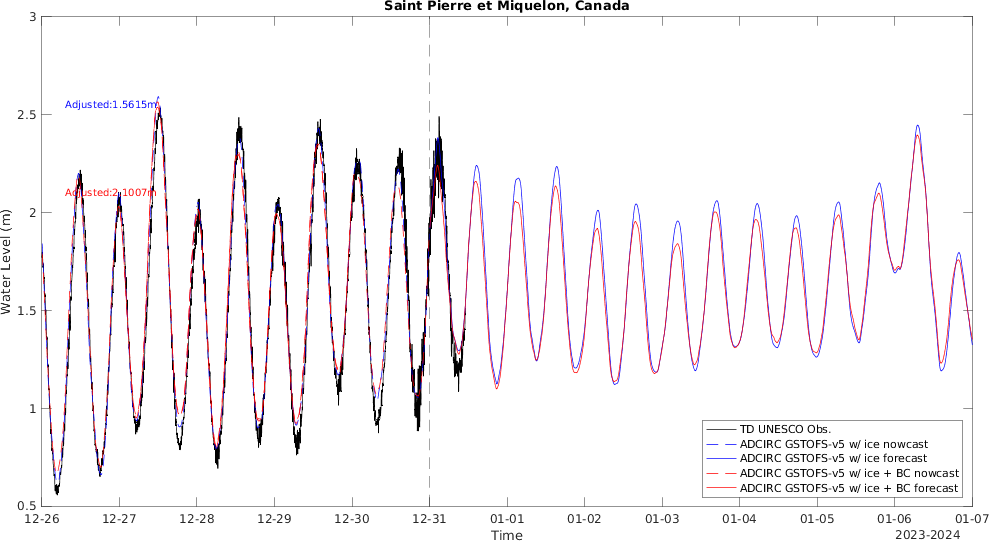 Saint Pierre et Miquelon, Canada
3
2.5
2
1.5
1
0.5
Water Level (m)
Adjusted:1.5615m
Adjusted:2.1007m
TD UNESCO Obs.
ADCIRC GSTOFS-v5 w/ ice nowcast
ADCIRC GSTOFS-v5 w/ ice forecast
ADCIRC GSTOFS-v5 w/ ice + BC nowcast
ADCIRC GSTOFS-v5 w/ ice + BC forecast
12-26 12-27 12-28 12-29 12-30 12-31 01-01 01-02 01-03 01-04 01-05 01-06 01-07
Time
2023-2024